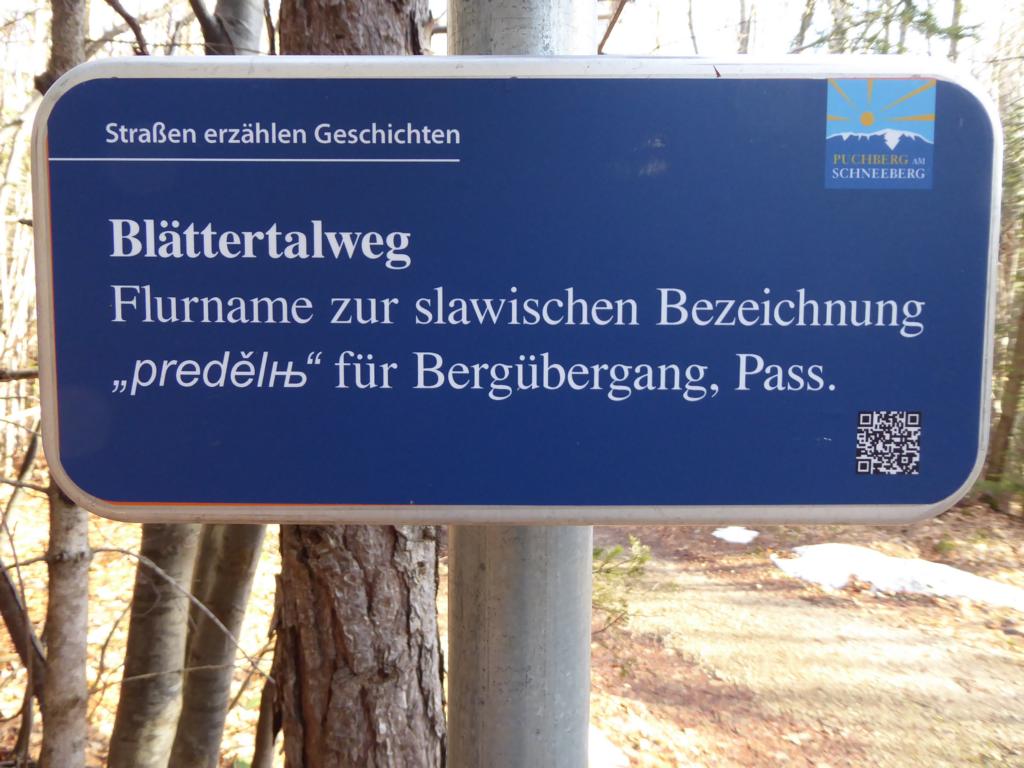 Straßen erzählen Geschichten
PUCHBERG AM
SCHNEEBERG
Blättertalweg
Flurname zur slawischen Bezeichnung
„predělњ“ für Bergübergang, Pass.